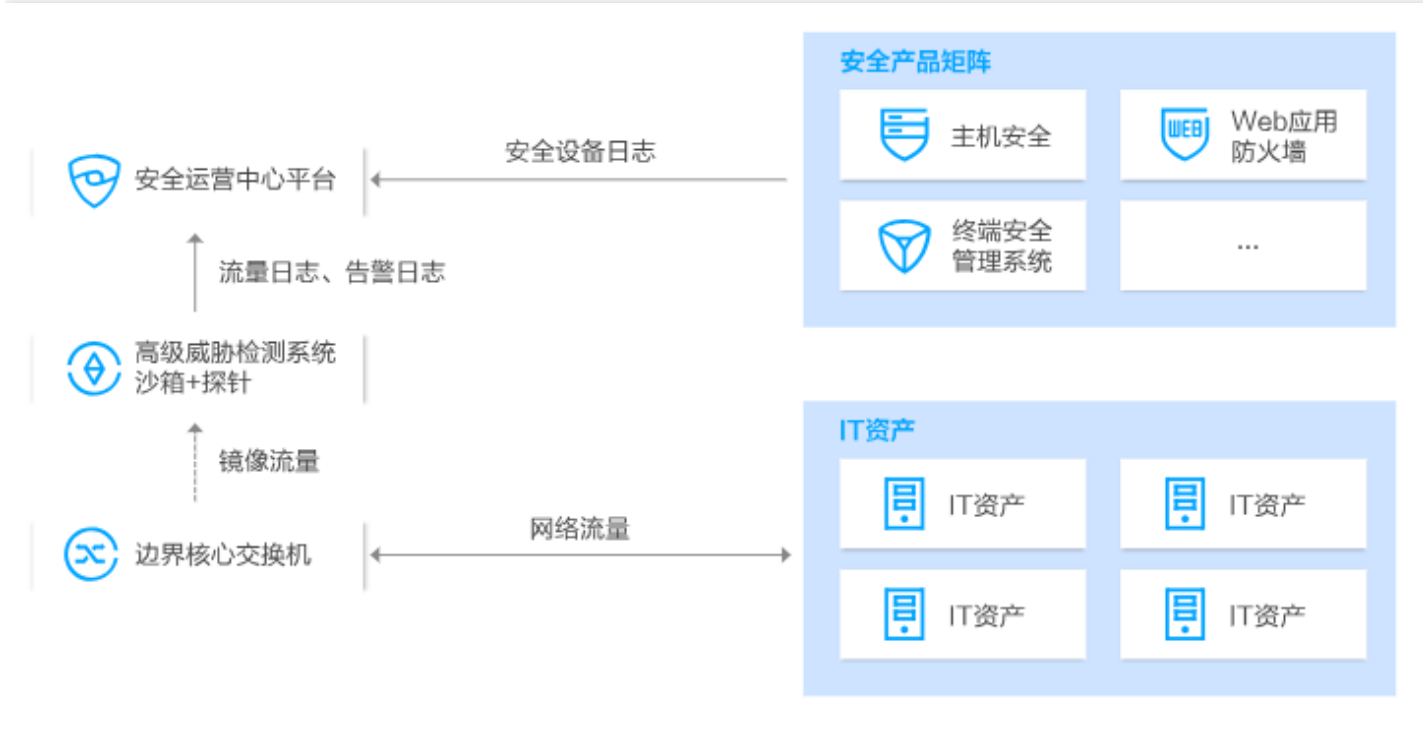 安全产品矩阵
主机安全
Web应用
防火墙
安全设备日志
安全运营中心平台
终端安全
管理系统
...
流量日志、告警日志
高级威胁检测系统
沙箱+探针
IT资产
镜像流量
IT资产
IT资产
网络流量
边界核心交换机
IT资产
IT资产